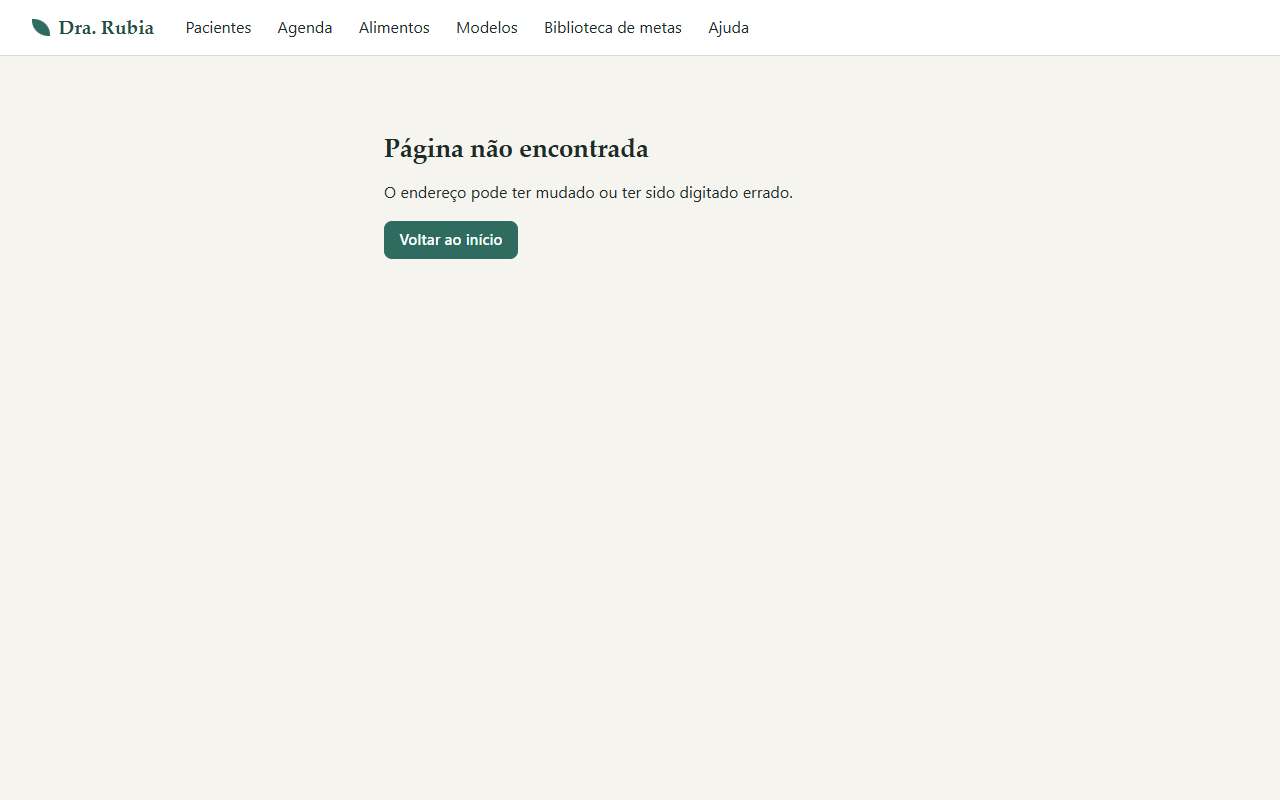 Dra. Rubia Pacientes Agenda Alimentos Modelos Biblioteca de metas Ajuda
Página não encontrada
O endereço pode ter mudado ou ter sido digitado errado.
Voltar ao início